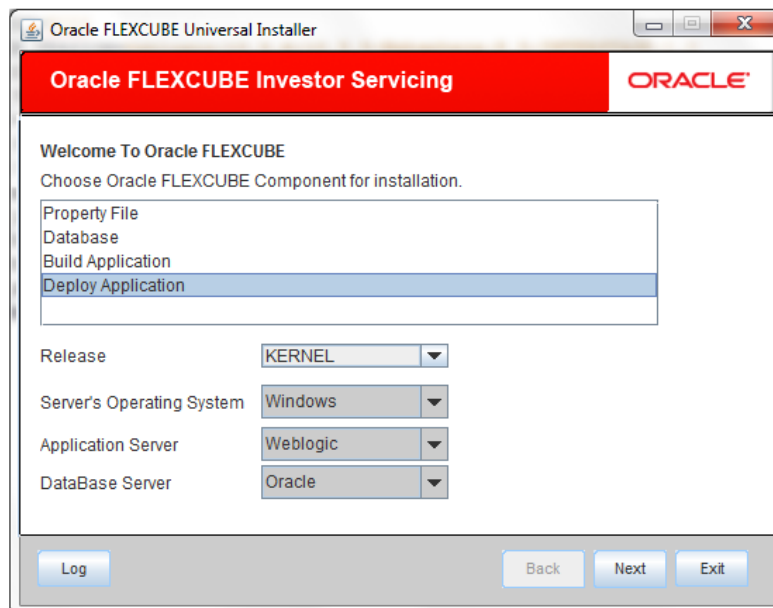 Oracle FLEXCUBE Universal Installer
Oracle FLEXCUBE Investor Servicing
ORACLE
Welcome To Oracle FLEXCUBE
Choose Oracle FLEXCUBE Component for installation.
Property File
Database
Build Application
Deploy Application
Release KERNEL
Server's Operating System Windows
Application Server Weblogic
DataBase Server Oracle
Log Back Next Exit